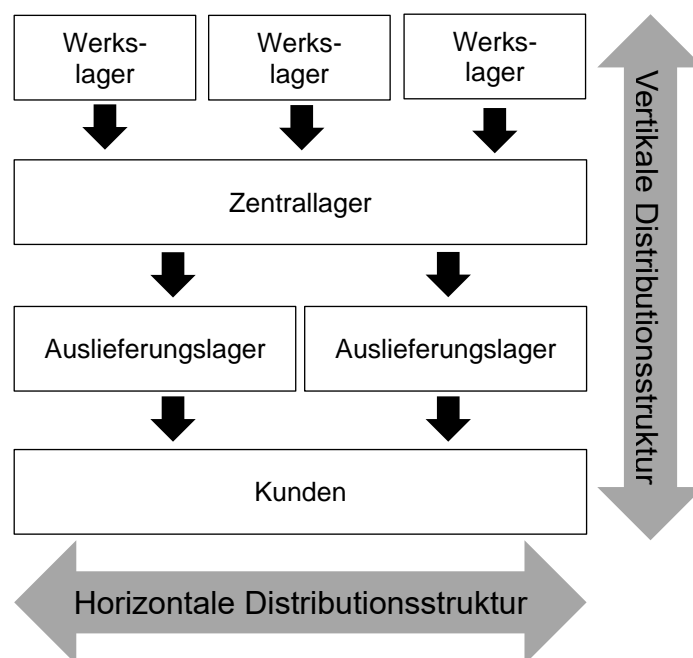 Werks-
lager
Werks-
lager
Werks-
lager
Zentrallager
Auslieferungslager
Auslieferungslager
Kunden
Vertikale Distributionsstruktur
Horizontale Distributionsstruktur